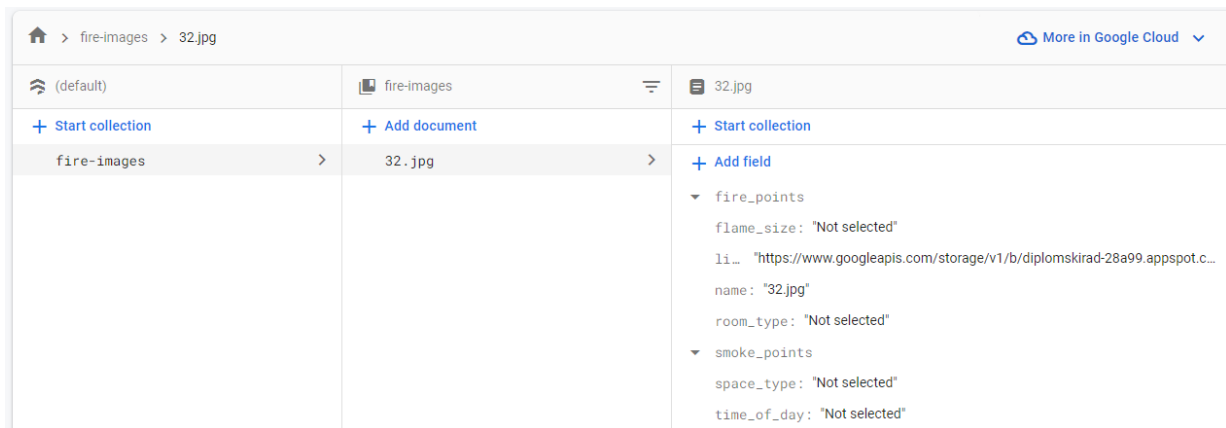 fire-images > 32.jpg
More in Google Cloud
(default)
fire-images
32.jpg
+ Start collection
+ Add document
+ Start collection
fire-images
32.jpg
+ Add field
fire_points
flame_size: "Not selected"
li… "https://www.googleapis.com/storage/v1/b/diplomskirad-28a99.appspot.c...
name: "32.jpg"
room_type: "Not selected"
smoke_points
space_type: "Not selected"
time_of_day: "Not selected"